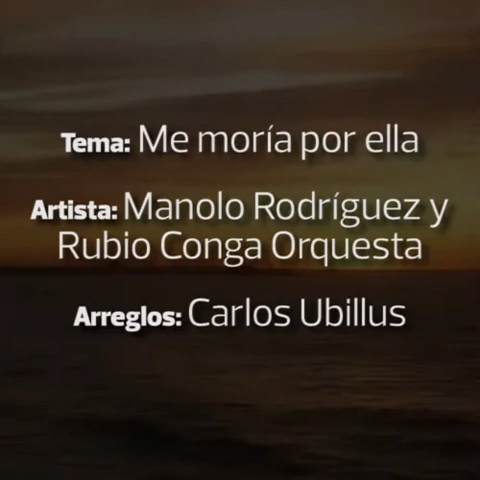 Tema: Me moría por ella
Artista: Manolo Rodríguez y
Rubio Conga Orquesta
Arreglos: Carlos Ubillus